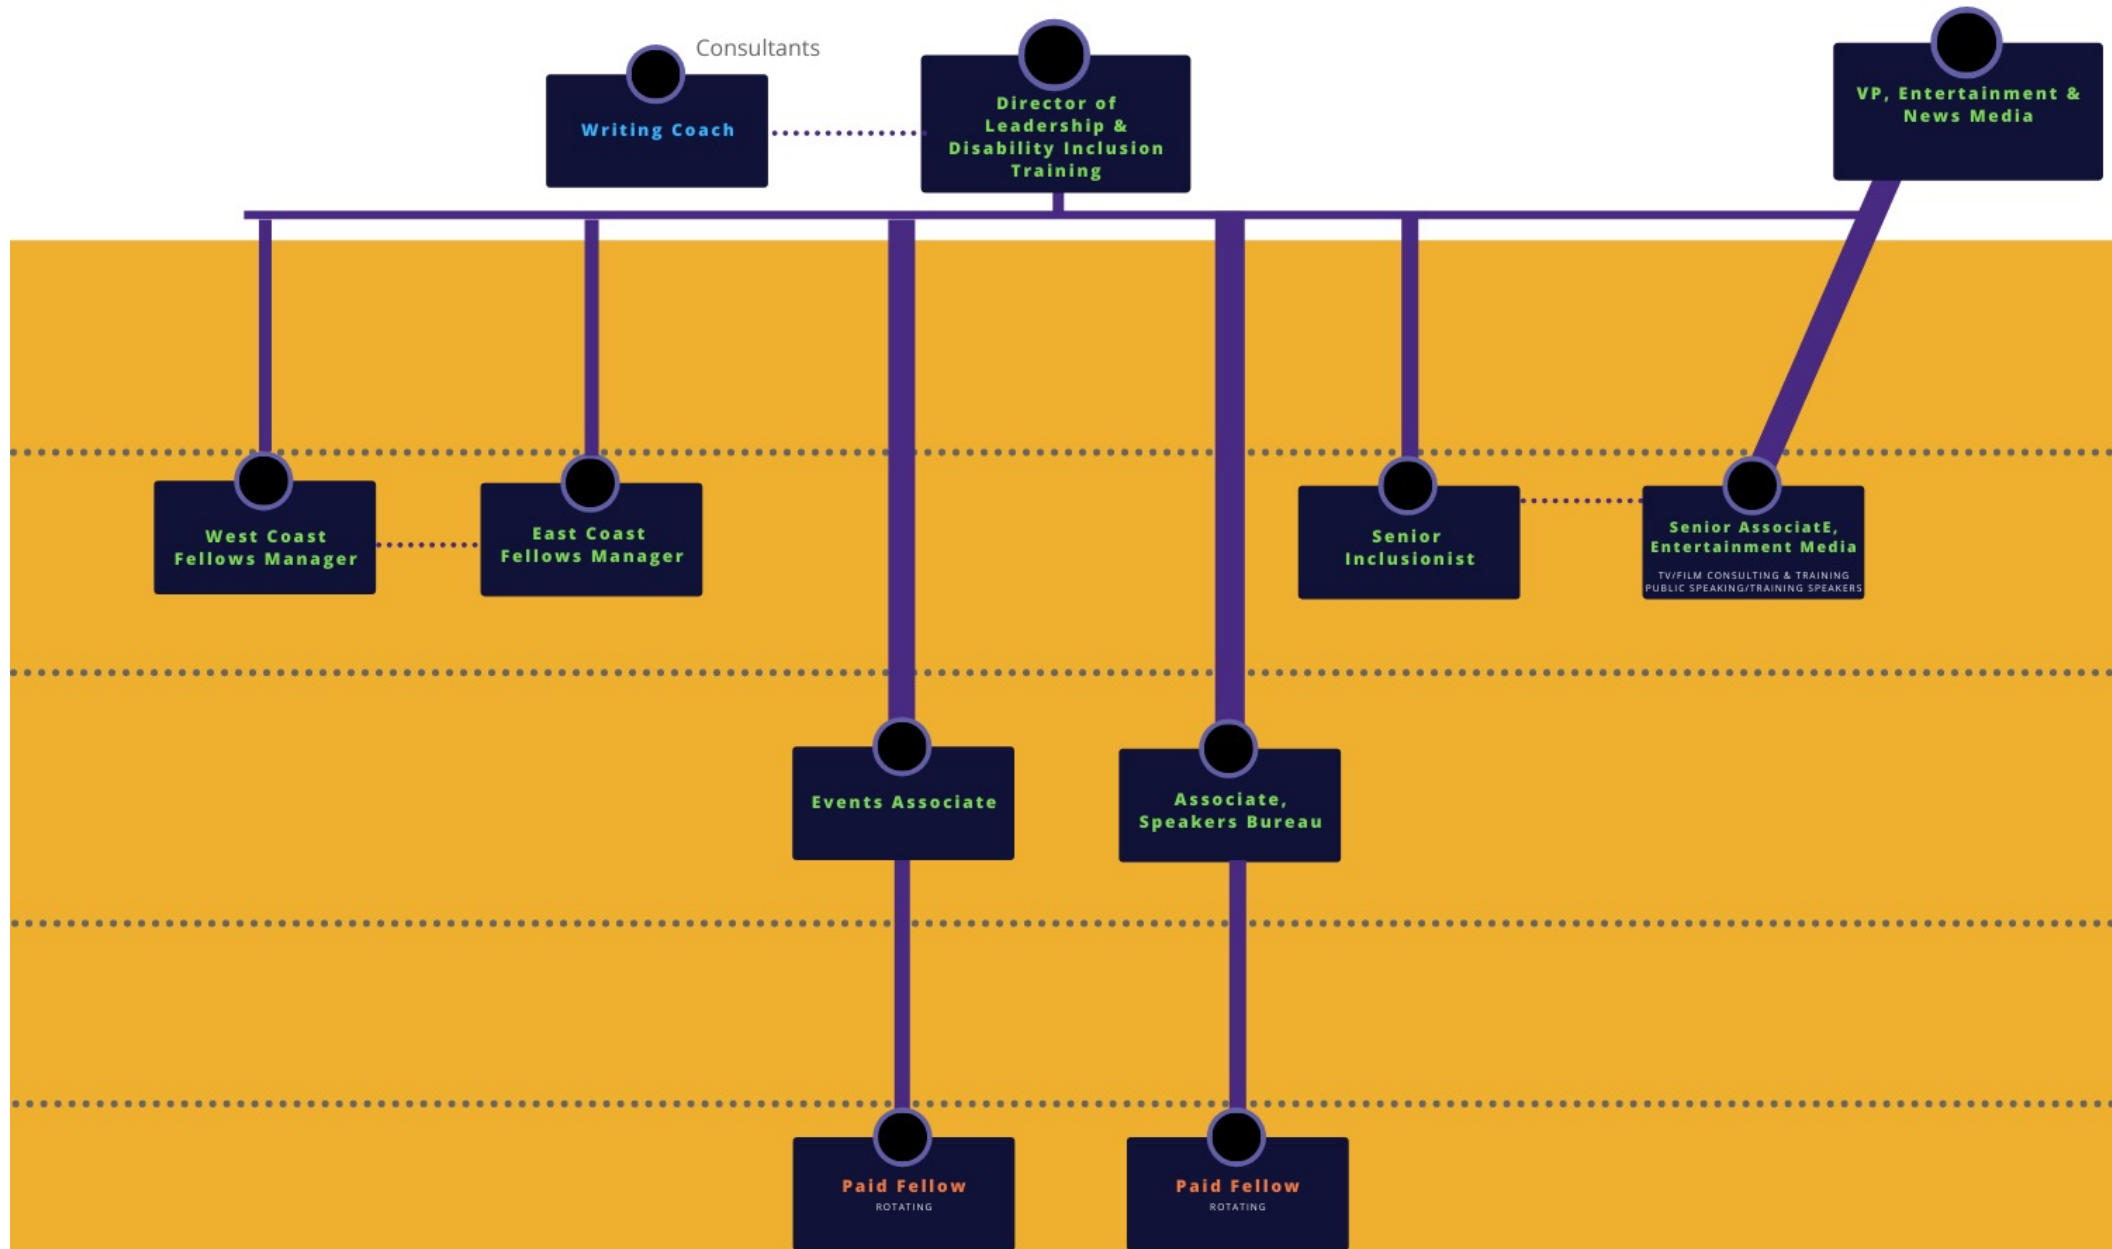 Consultants
Writing Coach
Director of
Leadership &
Disability Inclusion
Training
VP, Entertainment &
News Media
West Coast
Fellows Manager
East Coast
Fellows Manager
Senior
Inclusionist
Senior AssociatE,
Entertainment Media
TV/FILM CONSULTING & TRAINING
PUBLIC SPEAKING/TRAINING SPEAKERS
Events Associate
Associate,
Speakers Bureau
Paid Fellow
ROTATING
Paid Fellow
ROTATING